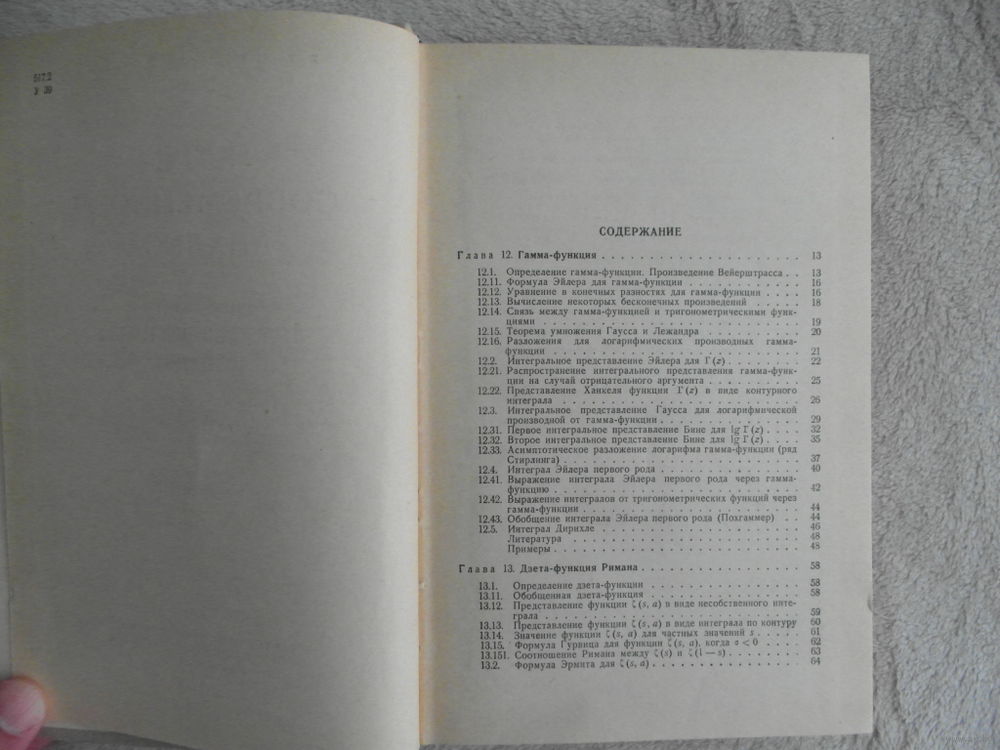 517.2
У 39
СОДЕРЖАНИЕ
Глава 12. Гамма-функция . . . . . . . . . . . . . . . . . . 13
12.1. Определение гамма-функции. Произведение Вейерштрасса . . 13
12.11. Формула Эйлера для гамма-функции . . . . . . . . . . . 16
12.12. Уравнение в конечных разностях для гамма-функции . . . . 16
12.13. Вычисление некоторых бесконечных произведений . . . . . 18
12.14. Связь между гамма-функцией и тригонометрическими функ-
циями . . . . . . . . . . . . . . . . . . . . . . . 19
12.15. Теорема умножения Гаусса и Лежандра . . . . . . . . . 20
12.16. Разложения для логарифмических производных гамма-
функции . . . . . . . . . . . . . . . . . . . . . . 21
12.2. Интегральное представление Эйлера для Γ (z) . . . . . . . 22
12.21. Распространение интегрального представления гамма-функ-
ции на случай отрицательного аргумента . . . . . . . . . 25
12.22. Представление Ханкеля функции Γ (z) в виде контурного
интеграла . . . . . . . . . . . . . . . . . . . . . 26
12.3. Интегральное представление Гаусса для логарифмической
производной от гамма-функции . . . . . . . . . . . . . 29
12.31. Первое интегральное представление Бине для lg Γ (z) . . . . 32
12.32. Второе интегральное представление Бине для lg Γ (z) . . . . 35
12.33. Асимптотическое разложение логарифма гамма-функции (ряд
Стирлинга) . . . . . . . . . . . . . . . . . . . . . 37
12.4. Интеграл Эйлера первого рода . . . . . . . . . . . . . 40
12.41. Выражение интеграла Эйлера первого рода через гамма-
функцию . . . . . . . . . . . . . . . . . . . . . . 42
12.42. Выражение интегралов от тригонометрических функций через
гамма-функции . . . . . . . . . . . . . . . . . . . 44
12.43. Обобщение интеграла Эйлера первого рода (Похгаммер) . . 44
12.5. Интеграл Дирихле . . . . . . . . . . . . . . . . . . 46
Литература . . . . . . . . . . . . . . . . . . . . 48
Примеры . . . . . . . . . . . . . . . . . . . . . . 48
Глава 13. Дзета-функция Римана . . . . . . . . . . . . . . . 58
13.1. Определение дзета-функции . . . . . . . . . . . . . . 58
13.11. Обобщенная дзета-функция . . . . . . . . . . . . . . 58
13.12. Представление функции ζ (s, a) в виде несобственного инте-
грала . . . . . . . . . . . . . . . . . . . . . . . 59
13.13. Представление функции ζ (s, a) в виде интеграла по контуру 60
13.14. Значение функции ζ (s, a) для частных значений s . . . . . 61
13.15. Формула Гурвица для функции ζ (s, a), когда σ < 0 . . . . 62
13.151. Соотношение Римана между ζ (s) и ζ (1 — s) . . . . . . . . 63
13.2. Формула Эрмита для ζ (s, a) . . . . . . . . . . . . . . 64